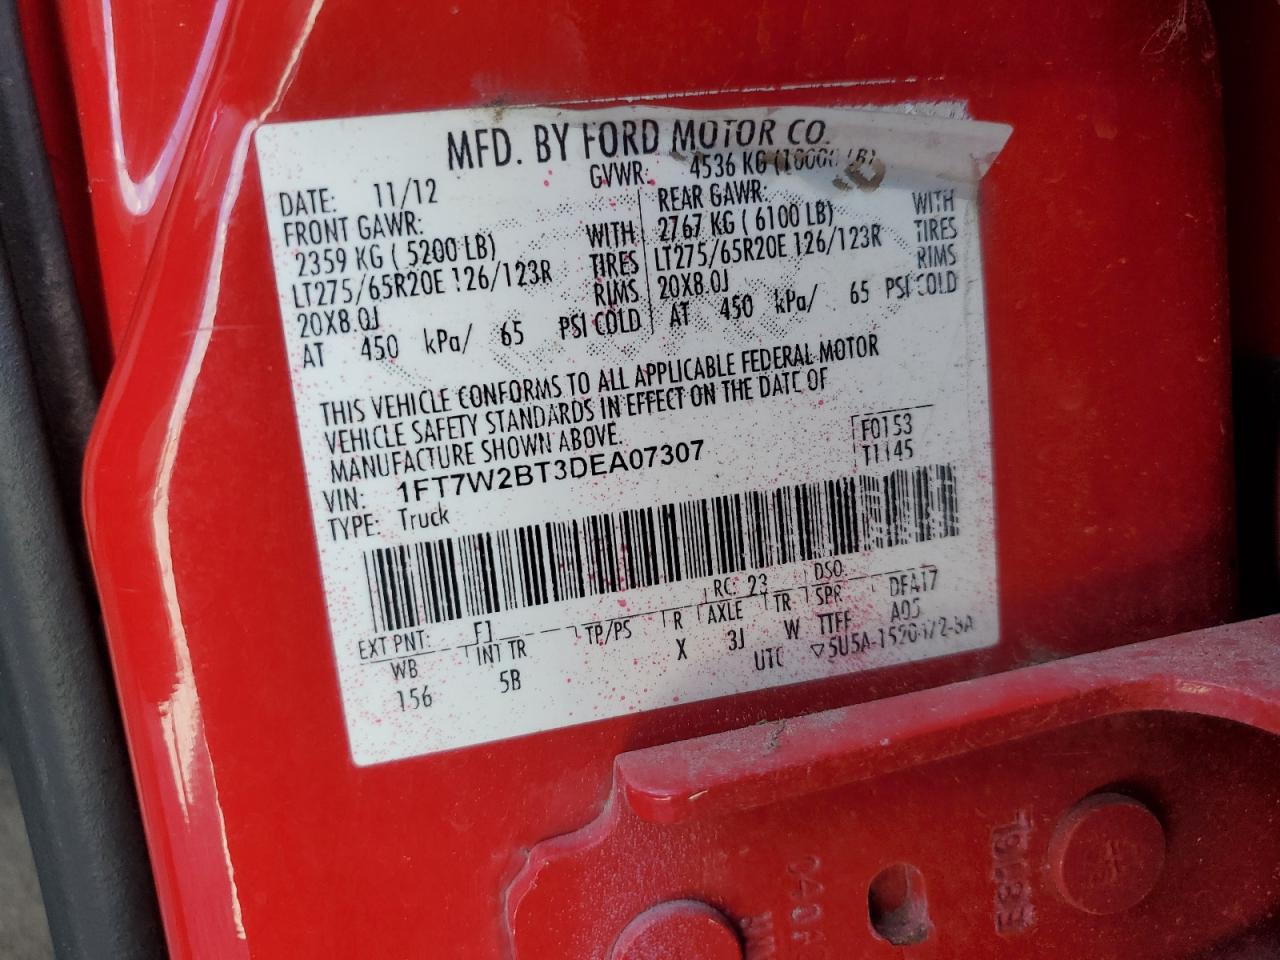 MFD. BY FORD MOTOR CO.
DATE: 11/12 GVWR: 4536 KG (10000 LB)
FRONT GAWR: REAR GAWR:
2359 KG ( 5200 LB) WITH 2767 KG ( 6100 LB) WITH
LT275/65R20E 126/123R TIRES LT275/65R20E 126/123R TIRES
20X8.0J RIMS 20X8.0J RIMS
AT 450 kPa/ 65 PSI COLD AT 450 kPa/ 65 PSI COLD
THIS VEHICLE CONFORMS TO ALL APPLICABLE FEDERAL MOTOR
VEHICLE SAFETY STANDARDS IN EFFECT ON THE DATE OF
MANUFACTURE SHOWN ABOVE.
VIN: 1FT7W2BT3DEA07307
F0153
T1145
TYPE: Truck
EXT PNT: F1 RC: 23 DSO:
WB INT TR TP/PS R AXLE TR SPR DFA17
156 5B X 3J W TTFF A05
UTC